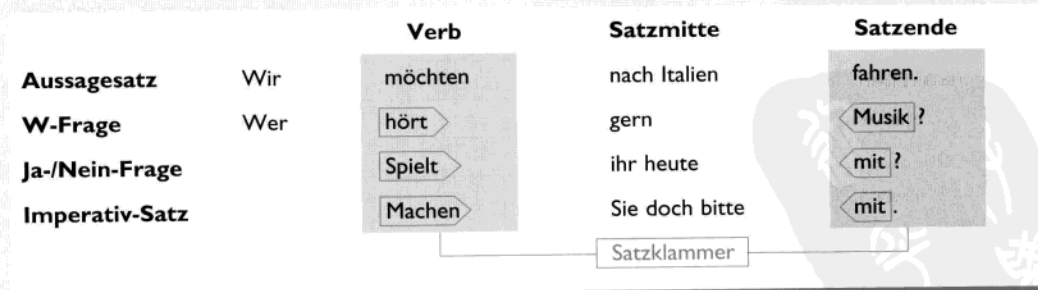 Verb Satzmitte Satzende
Aussagesatz Wir möchten nach Italien fahren.
W-Frage Wer hört gern Musik ?
Ja-/Nein-Frage Spielt ihr heute mit ?
Imperativ-Satz Machen Sie doch bitte mit .
Satzklammer